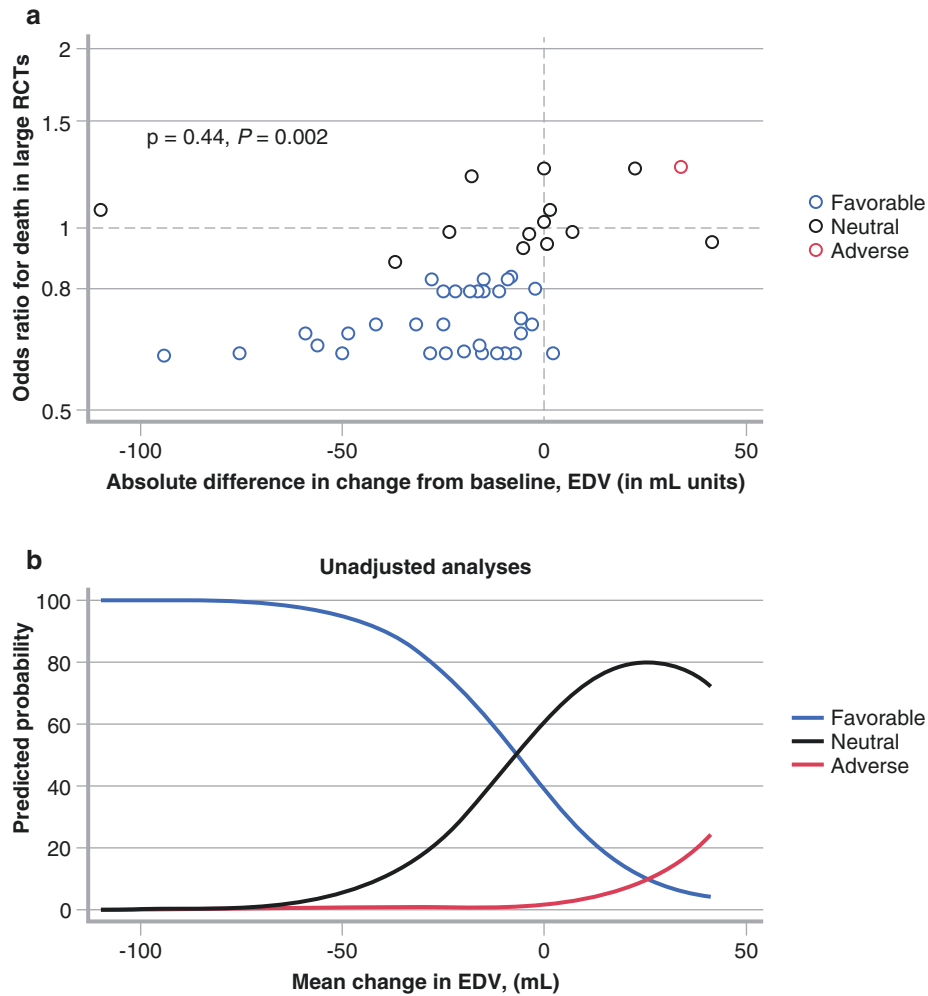 a
Odds ratio for death in large RCTs
2
1.5
1
0.8
0.5
p = 0.44, P = 0.002
-100 -50 0 50
Absolute difference in change from baseline, EDV (in mL units)
Favorable
Neutral
Adverse
b
Unadjusted analyses
Predicted probability
100
80
60
40
20
0
-100 -50 0 50
Mean change in EDV, (mL)
Favorable
Neutral
Adverse